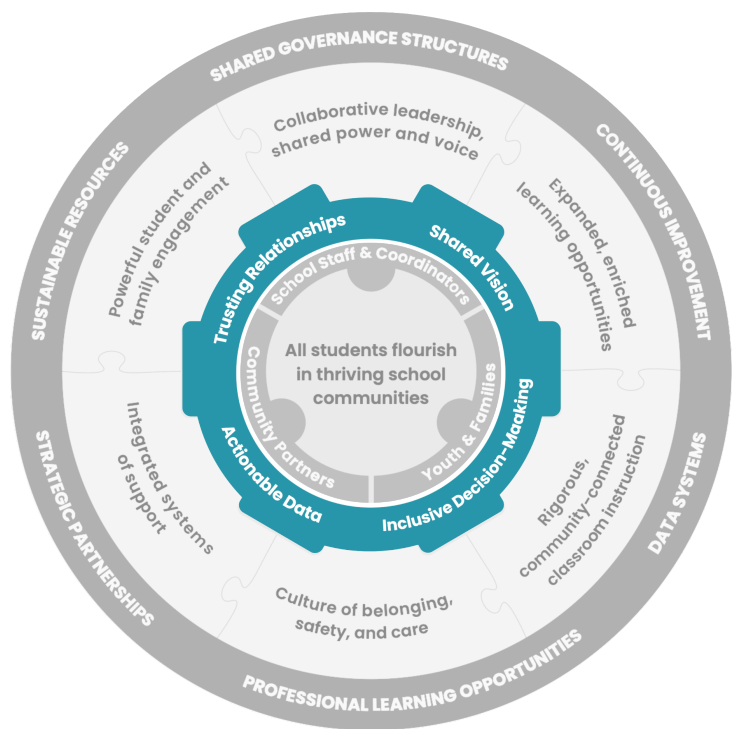 SHARED GOVERNANCE STRUCTURES
CONTINUOUS IMPROVEMENT
DATA SYSTEMS
PROFESSIONAL LEARNING OPPORTUNITIES
STRATEGIC PARTNERSHIPS
SUSTAINABLE RESOURCES
Collaborative leadership,
shared power and voice
Expanded, enriched
learning opportunities
Rigorous,
community-connected
classroom instruction
Culture of belonging,
safety, and care
Integrated systems
of support
Powerful student and
family engagement
Trusting Relationships
Shared Vision
Inclusive Decision-Maaking
Actionable Data
School Staff & Coordinators
Youth & Families
Community Partners
All students flourish
in thriving school
communities